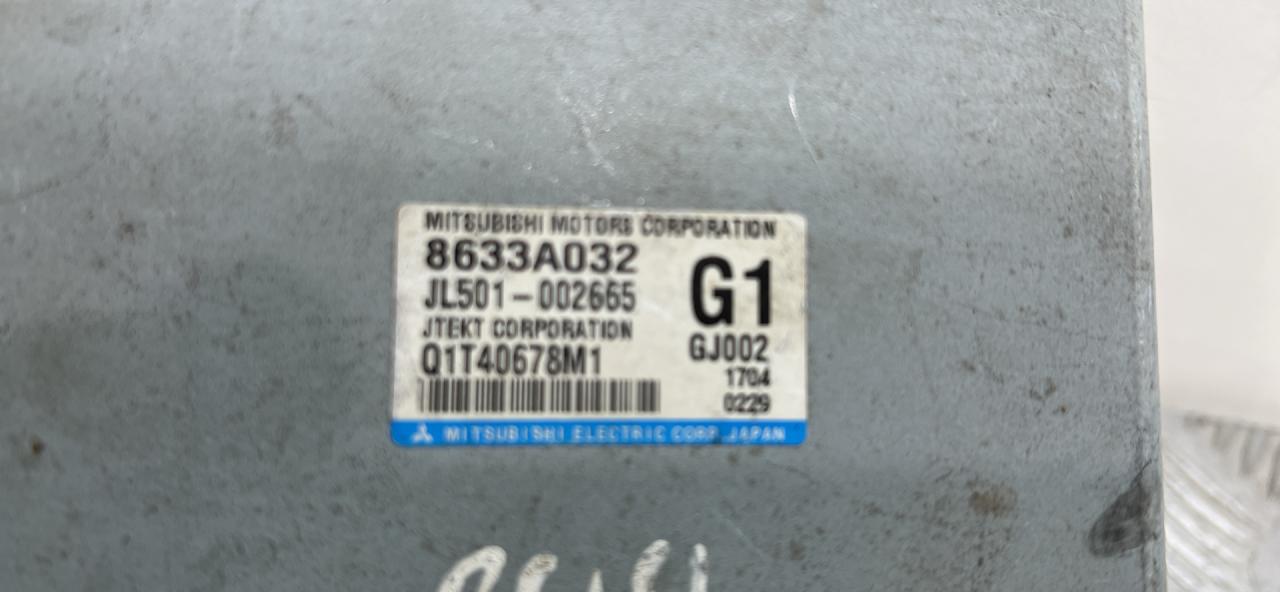 MITSUBISHI MOTORS CORPORATION
8633A032
JL501-002665
G1
JTEKT CORPORATION
GJ002
Q1T40678M1
1704
0229
MITSUBISHI ELECTRIC CORP. JAPAN